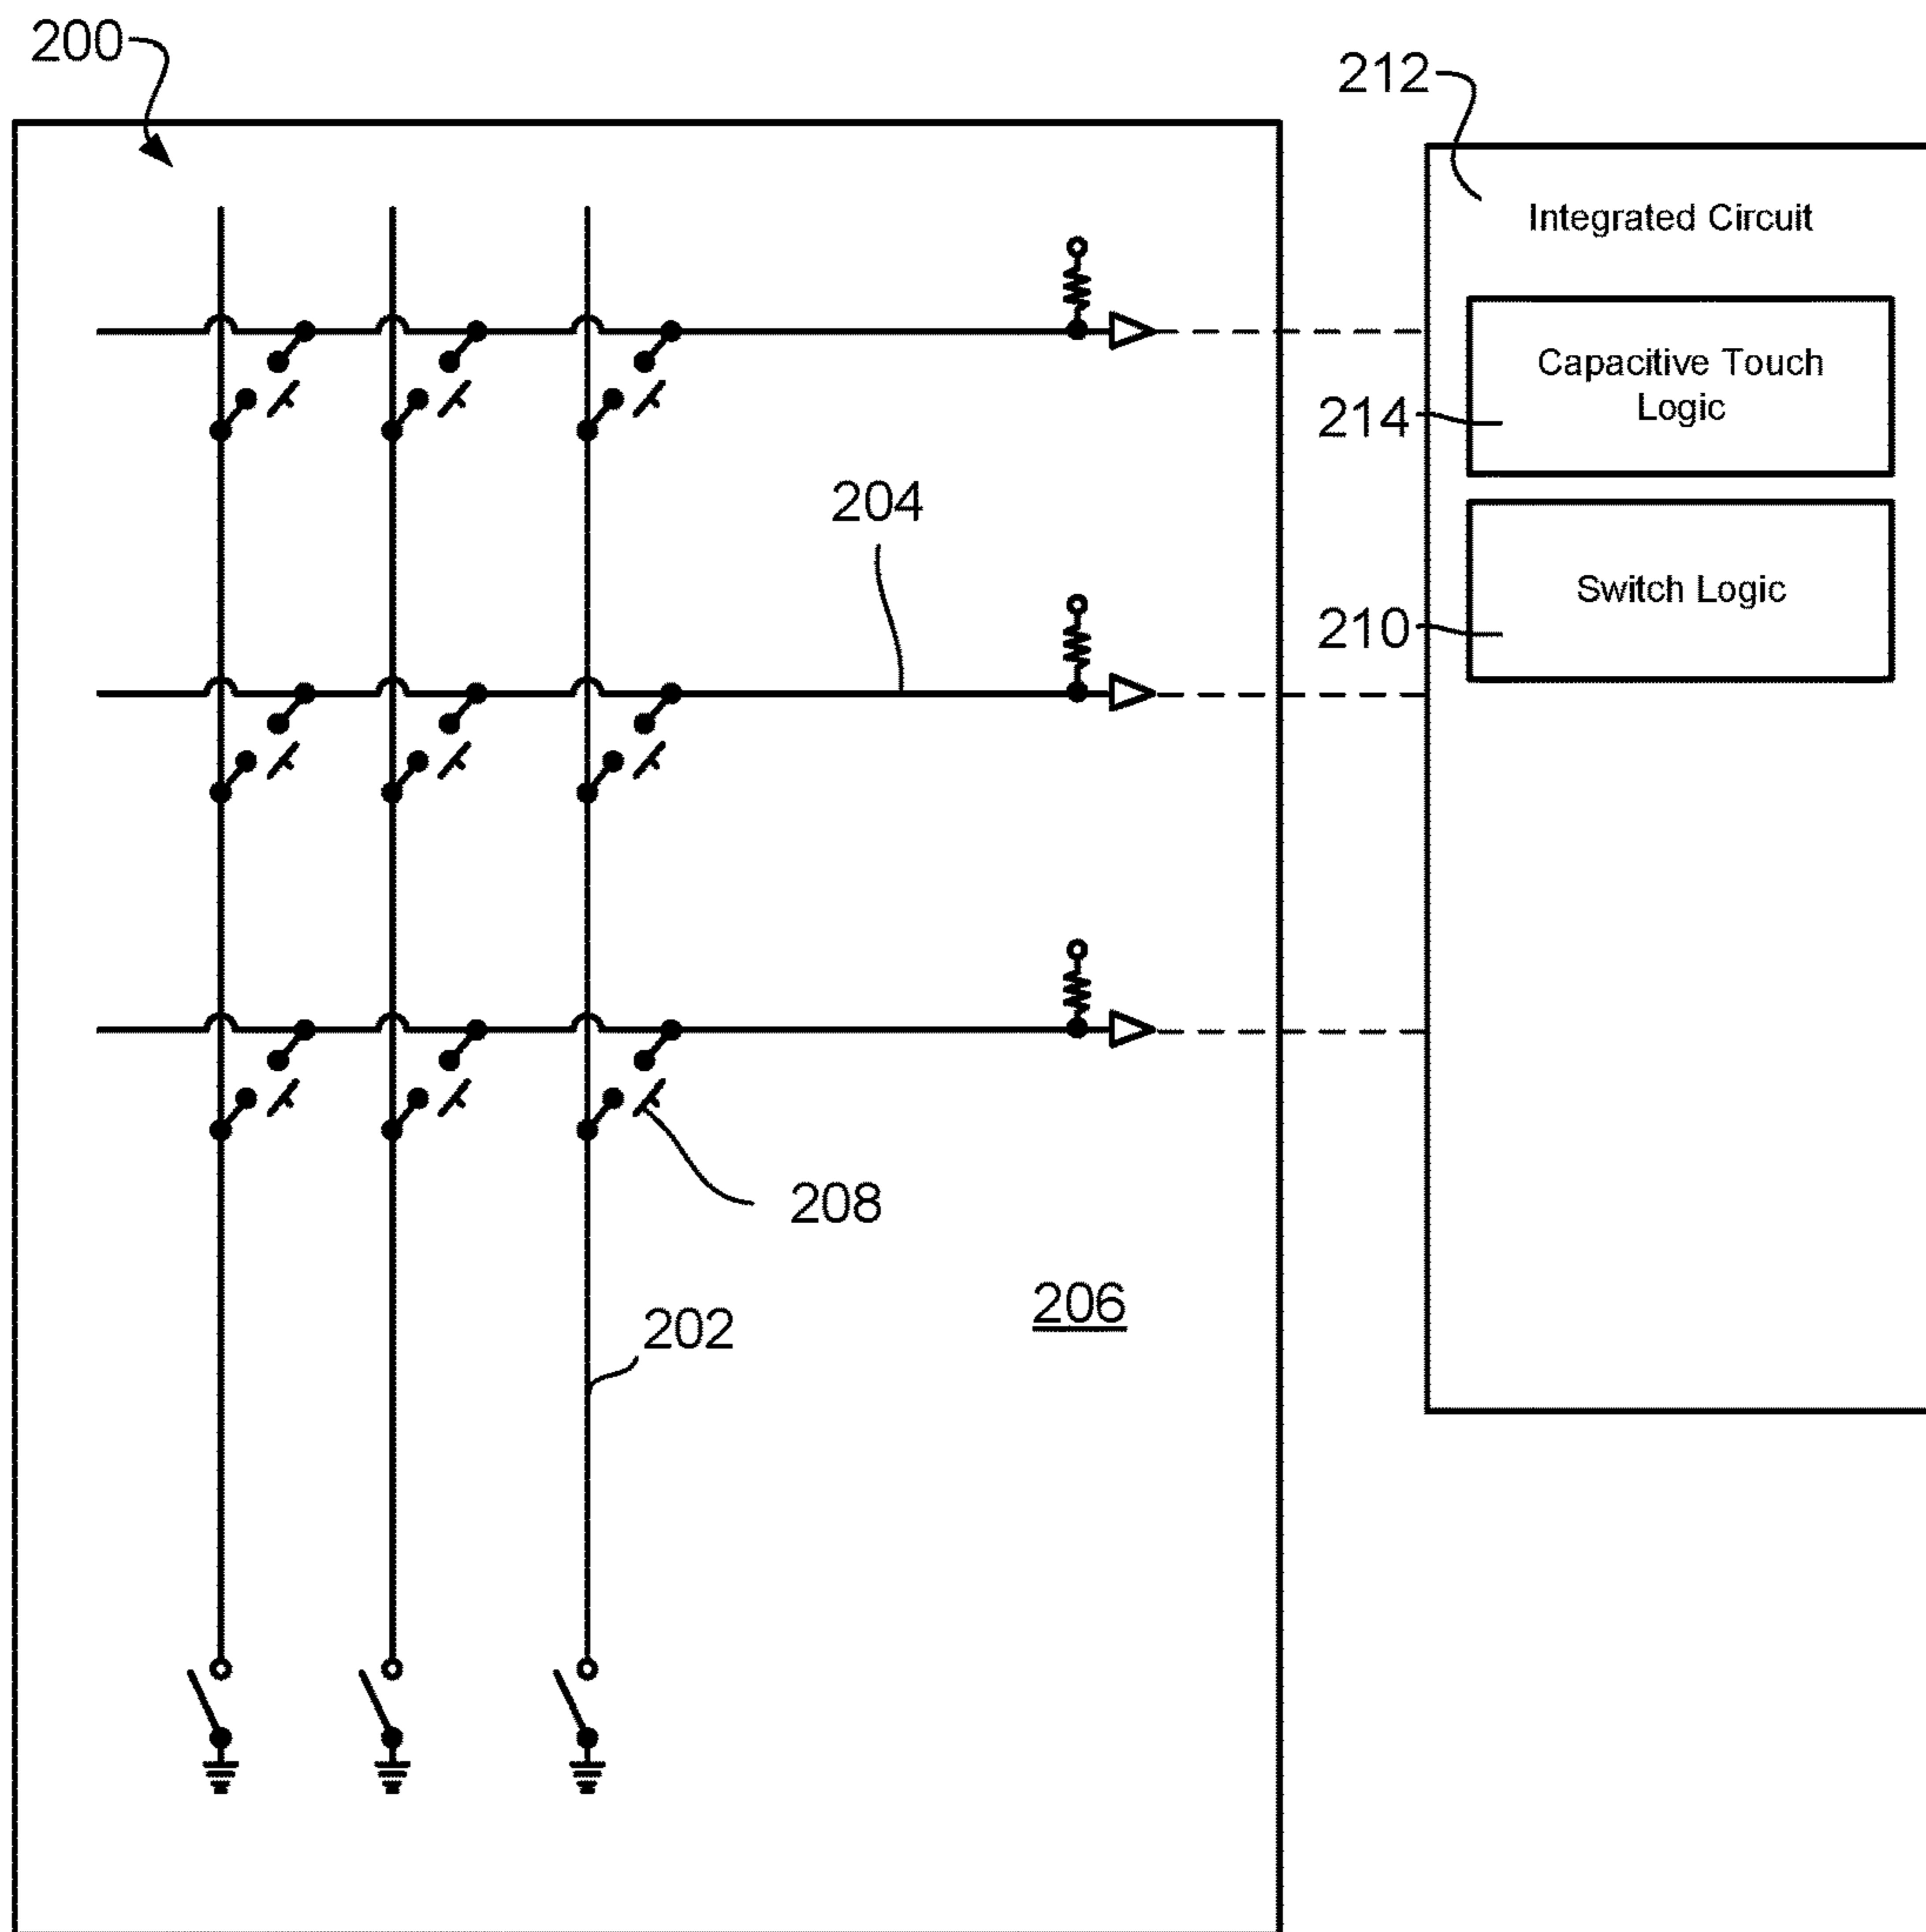 200
212
Integrated Circuit
Capacitive Touch
Logic
214
204
Switch Logic
210
208
206
202